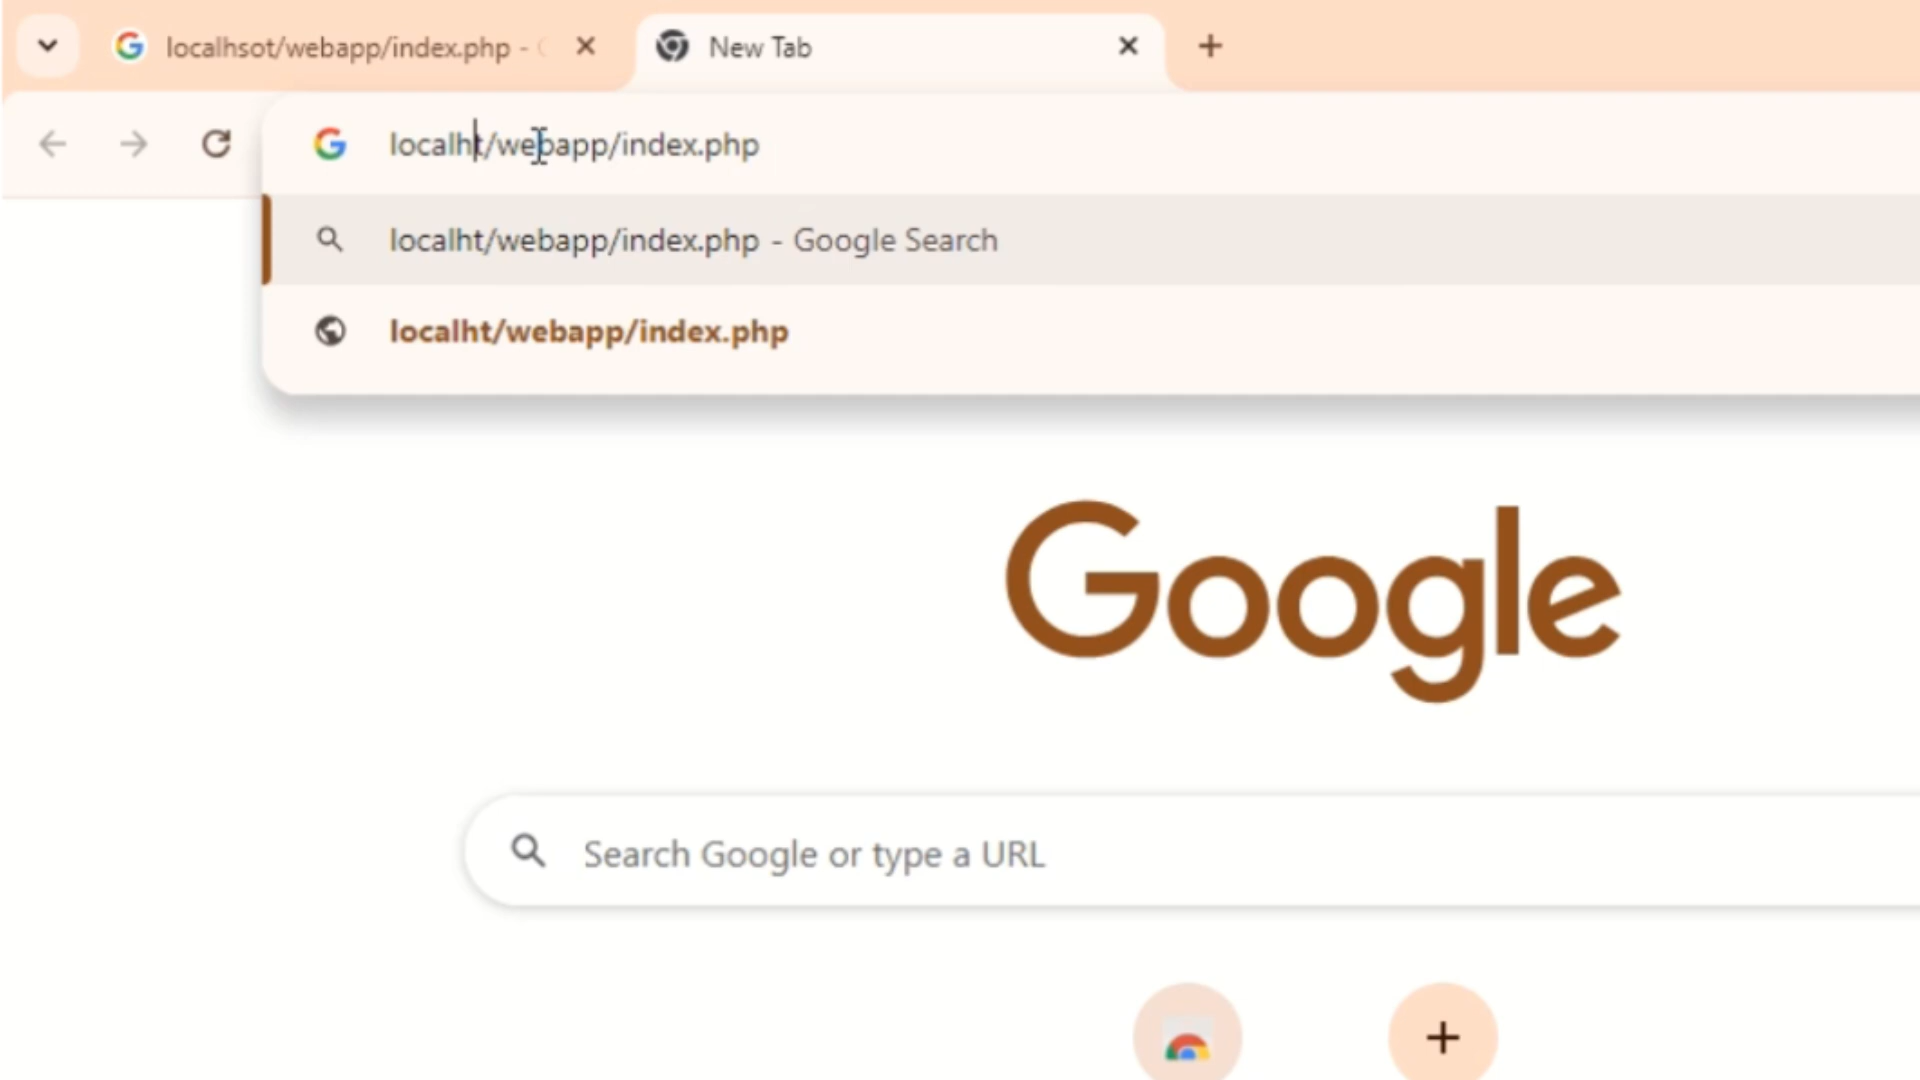 localhsot/webapp/index.php -
New Tab
localht/webapp/index.php
localht/webapp/index.php - Google Search
localht/webapp/index.php
Google
Search Google or type a URL